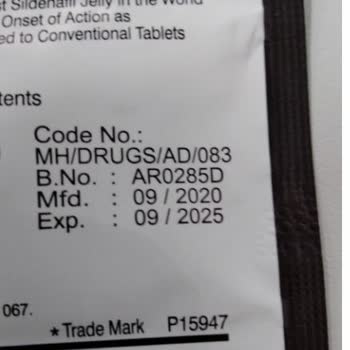 Sildenafil Jelly in the World
Onset of Action as
ed to Conventional Tablets
tents
Code No.:
MH/DRUGS/AD/083
B.No. : AR0285D
Mfd. : 09 / 2020
Exp. : 09 / 2025
067.
* Trade Mark P15947